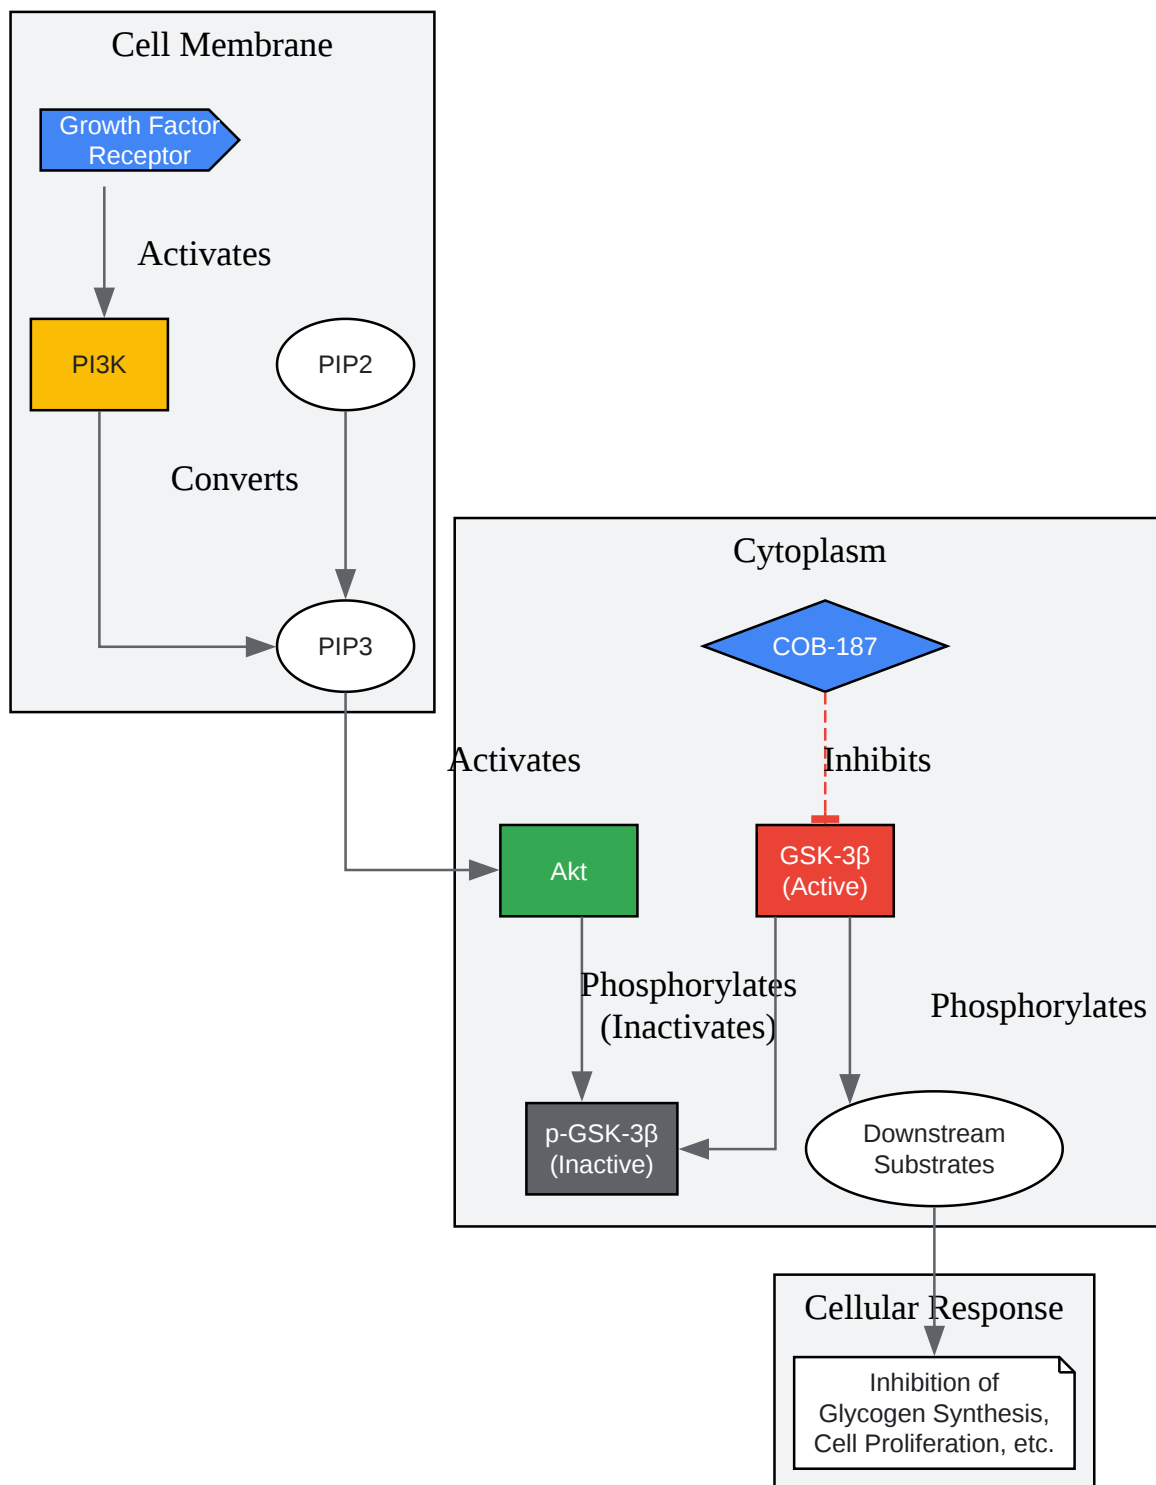 Cell Membrane
Growth Factor
Receptor
Activates
PI3K
PIP2
Converts
PIP3
Cytoplasm
COB-187
Activates
Inhibits
Akt
GSK-3β
(Active)
Phosphorylates
(Inactivates)
Phosphorylates
p-GSK-3β
(Inactive)
Downstream
Substrates
Cellular Response
Inhibition of
Glycogen Synthesis,
Cell Proliferation, etc.